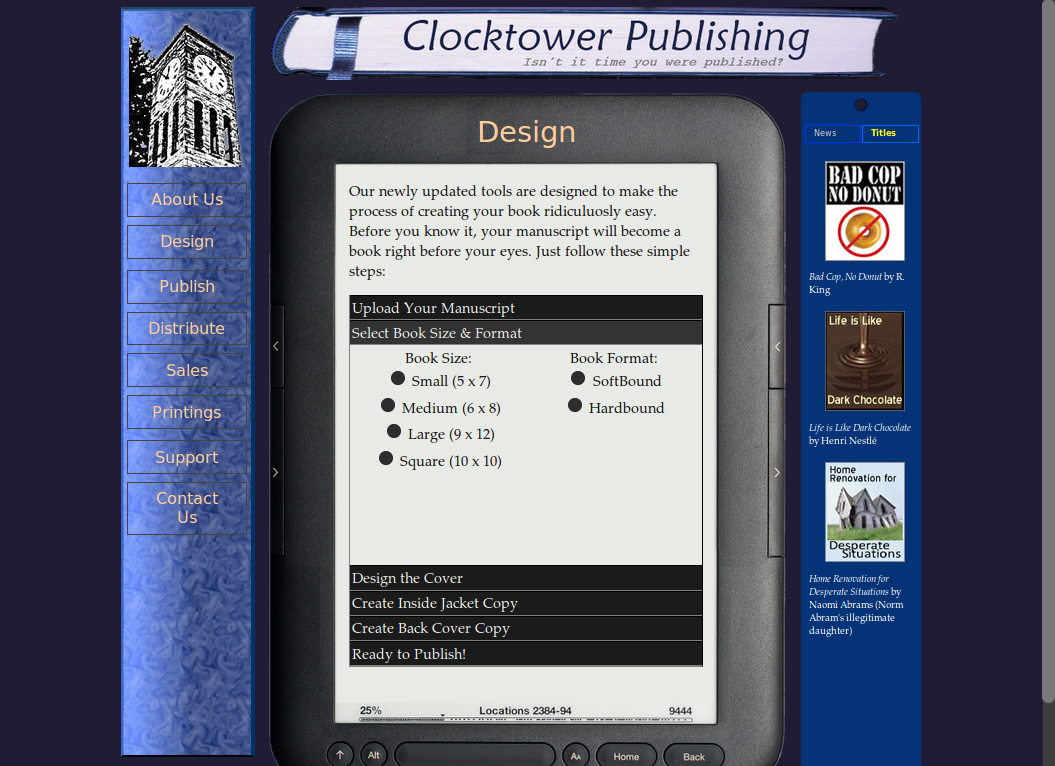 Clocktower Publishing
Isn't it time you were published?
About Us
Design
Publish
Distribute
Sales
Printings
Support
Contact
Us
Design
Our newly updated tools are designed to make the
process of creating your book ridiculuosly easy.
Before you know it, your manuscript will become a
book right before your eyes. Just follow these simple
steps:
Upload Your Manuscript
Select Book Size & Format
Book Size:
Small (5 x 7)
Medium (6 x 8)
Large (9 x 12)
Square (10 x 10)
Book Format:
SoftBound
Hardbound
Design the Cover
Create Inside Jacket Copy
Create Back Cover Copy
Ready to Publish!
25% Locations 2384-94 9444
Alt
AA
Home
Back
News Titles
BAD COP
NO DONUT
Bad Cop, No Donut by R.
King
Life is Like
Dark Chocolate
Life is Like Dark Chocolate
by Henri Nestlé
Home
Renovation for
Desperate
Situations
Home Renovation for
Desperate Situations by
Naomi Abrams (Norm
Abram's illegitimate
daughter)